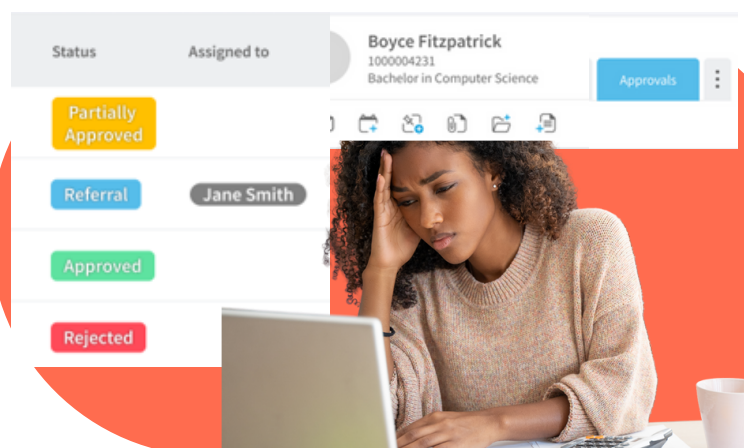 Status
Assigned to
Boyce Fitzpatrick
1000004231
Bachelor in Computer Science
Approvals
Partially
Approved
Referral
Jane Smith
Approved
Rejected